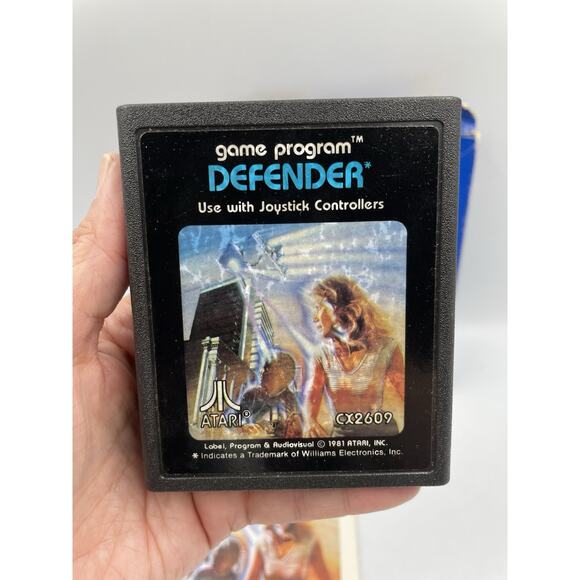 game program™
DEFENDER*
Use with Joystick Controllers
ATARI®
CX2609
Label, Program & Audiovisual © 1981 ATARI, INC.
* Indicates a Trademark of Williams Electronics, Inc.